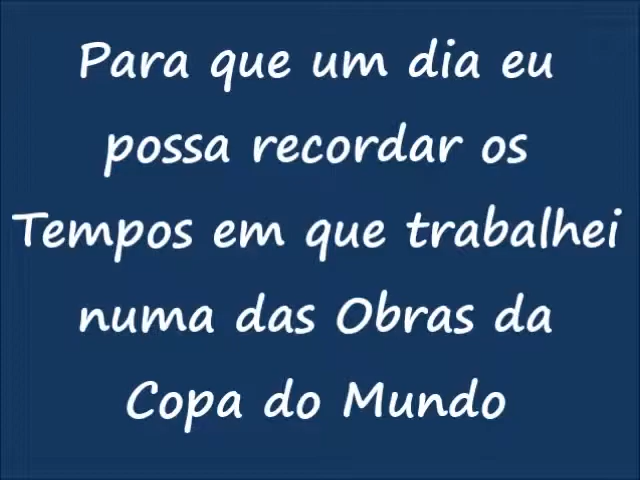 Para que um dia eu
possa recordar os
Tempos em que trabalhei
numa das Obras da
Copa do Mundo